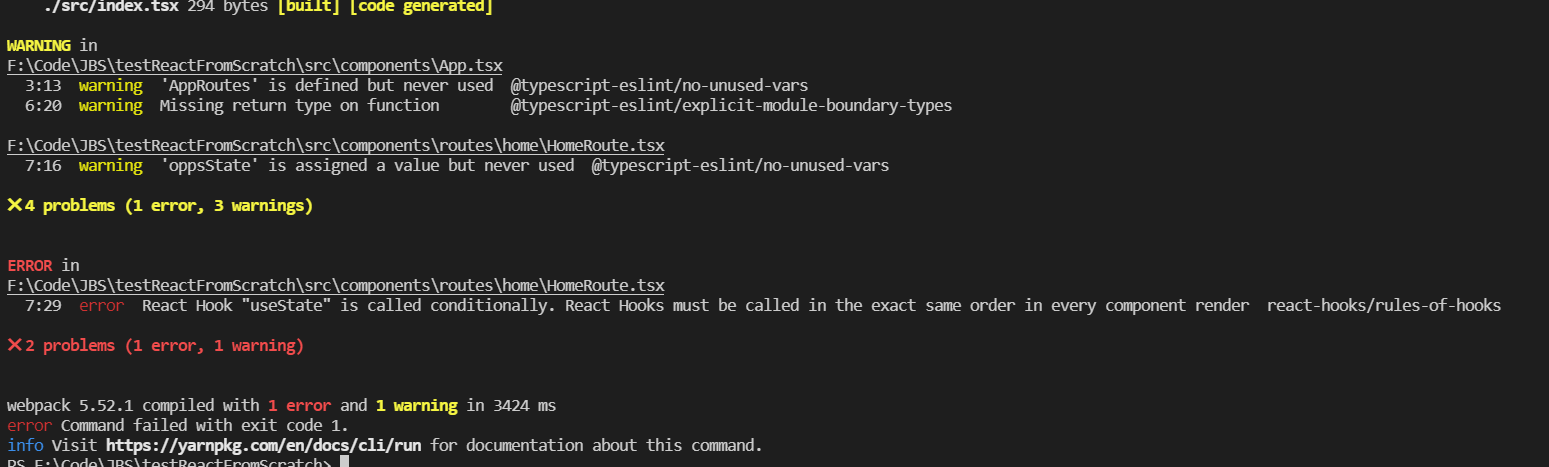 ./src/index.tsx 294 bytes [built] [code generated]
WARNING in
F:\Code\JBS\testReactFromScratch\src\components\App.tsx
3:13 warning 'AppRoutes' is defined but never used @typescript-eslint/no-unused-vars
6:20 warning Missing return type on function @typescript-eslint/explicit-module-boundary-types
F:\Code\JBS\testReactFromScratch\src\components\routes\home\HomeRoute.tsx
7:16 warning 'oppsState' is assigned a value but never used @typescript-eslint/no-unused-vars
✕4 problems (1 error, 3 warnings)
ERROR in
F:\Code\JBS\testReactFromScratch\src\components\routes\home\HomeRoute.tsx
7:29 error React Hook "useState" is called conditionally. React Hooks must be called in the exact same order in every component render react-hooks/rules-of-hooks
✕2 problems (1 error, 1 warning)
webpack 5.52.1 compiled with 1 error and 1 warning in 3424 ms
error Command failed with exit code 1.
info Visit https://yarnpkg.com/en/docs/cli/run for documentation about this command.
PS F:\Code\JBS\testReactFromScratch>